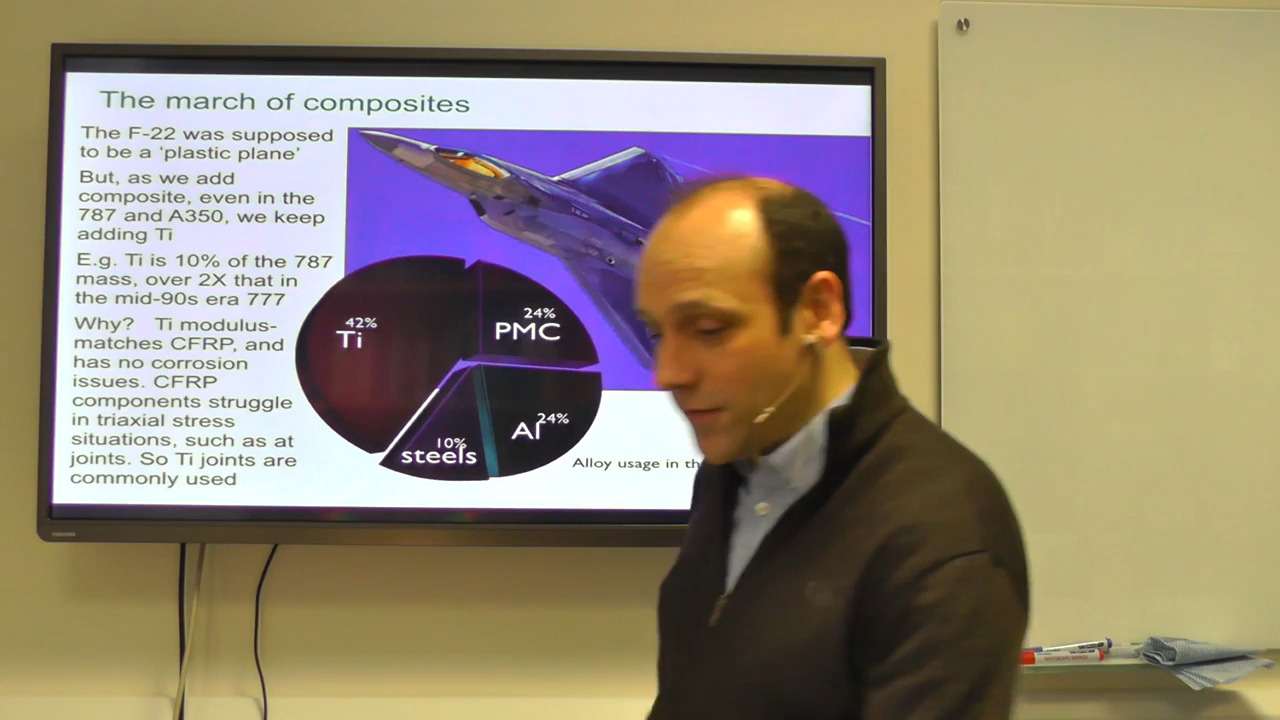 The march of composites
The F-22 was supposed
to be a ‘plastic plane’
But, as we add
composite, even in the
787 and A350, we keep
adding Ti
E.g. Ti is 10% of the 787
mass, over 2X that in
the mid-90s era 777
Why? Ti modulus-
matches CFRP, and
has no corrosion
issues. CFRP
components struggle
in triaxial stress
situations, such as at
joints. So Ti joints are
commonly used
42%
Ti
24%
PMC
24%
Al
10%
steels
Alloy usage in th
TOSHIBA